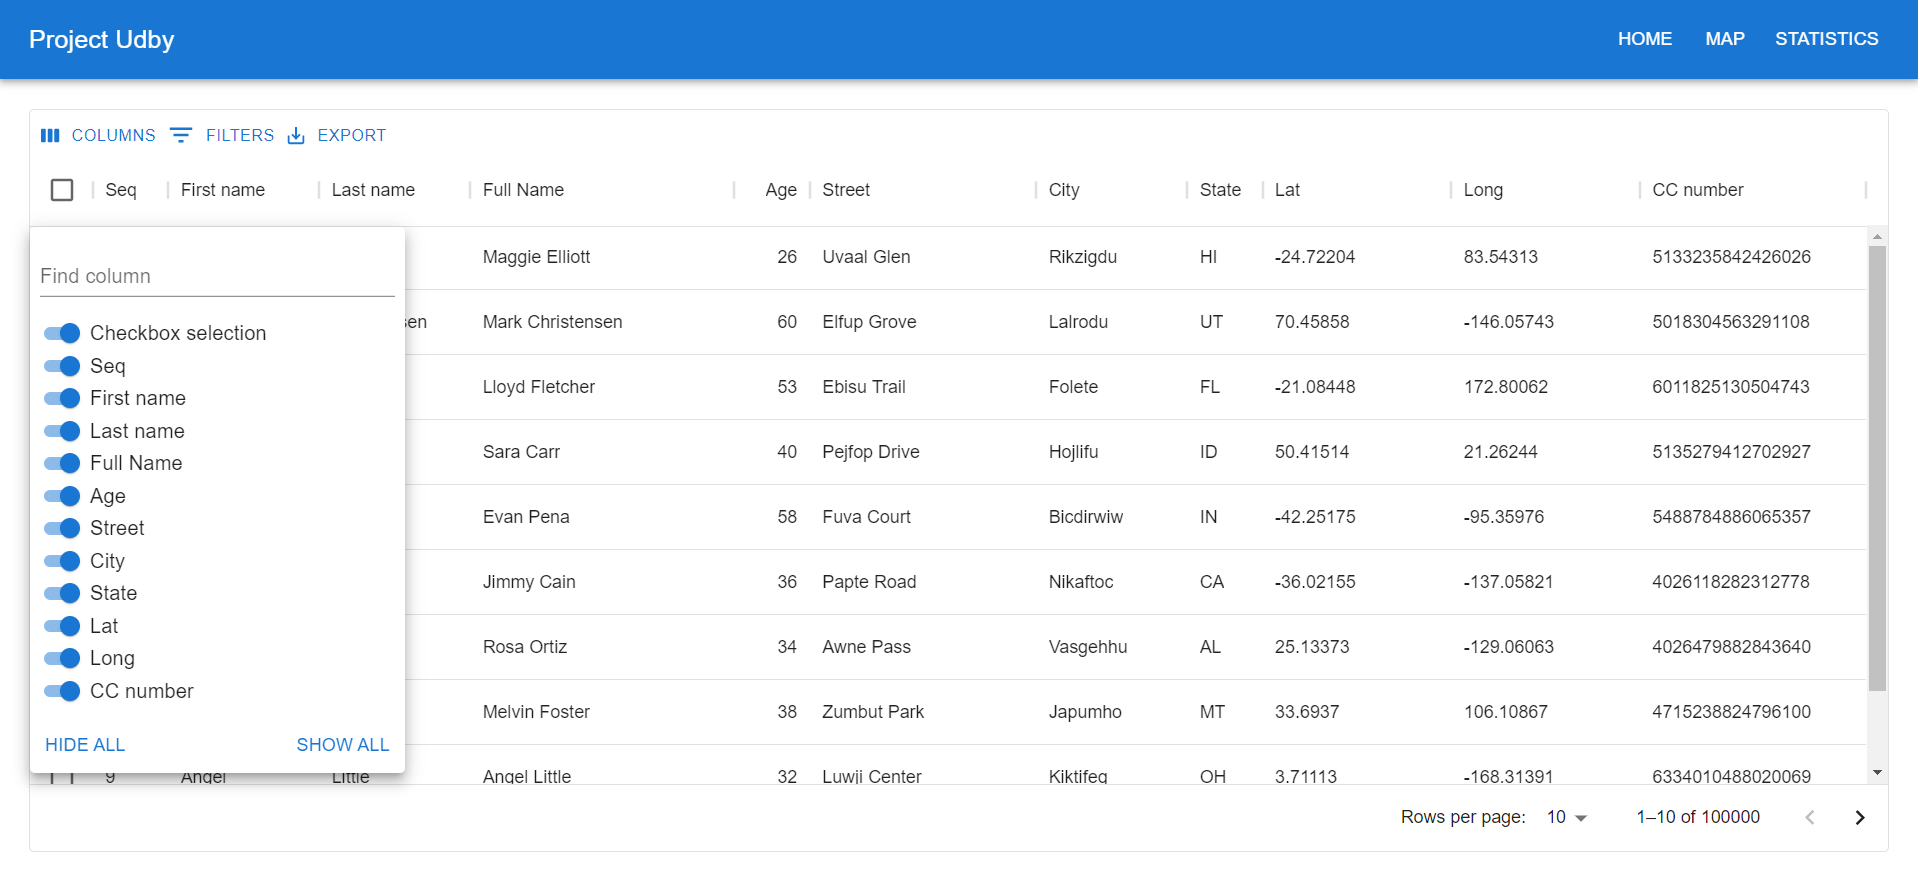 Project Udby HOME MAP STATISTICS
COLUMNS FILTERS EXPORT
Seq First name Last name Full Name Age Street City State Lat Long CC number
Find column
Checkbox selection
Seq
First name
Last name
Full Name
Age
Street
City
State
Lat
Long
CC number
HIDE ALL SHOW ALL
Maggie Elliott 26 Uvaal Glen Rikzigdu HI -24.72204 83.54313 5133235842426026
Mark Christensen 60 Elfup Grove Lalrodu UT 70.45858 -146.05743 5018304563291108
Lloyd Fletcher 53 Ebisu Trail Folete FL -21.08448 172.80062 6011825130504743
Sara Carr 40 Pejfop Drive Hojlifu ID 50.41514 21.26244 5135279412702927
Evan Pena 58 Fuva Court Bicdirwiw IN -42.25175 -95.35976 5488784886065357
Jimmy Cain 36 Papte Road Nikaftoc CA -36.02155 -137.05821 4026118282312778
Rosa Ortiz 34 Awne Pass Vasgehhu AL 25.13373 -129.06063 4026479882843640
Melvin Foster 38 Zumbut Park Japumho MT 33.6937 106.10867 4715238824796100
9 Angel Little Angel Little 32 Luwji Center Kiktifeq OH 3.71113 -168.31391 6334010488020069
Rows per page: 10 1–10 of 100000